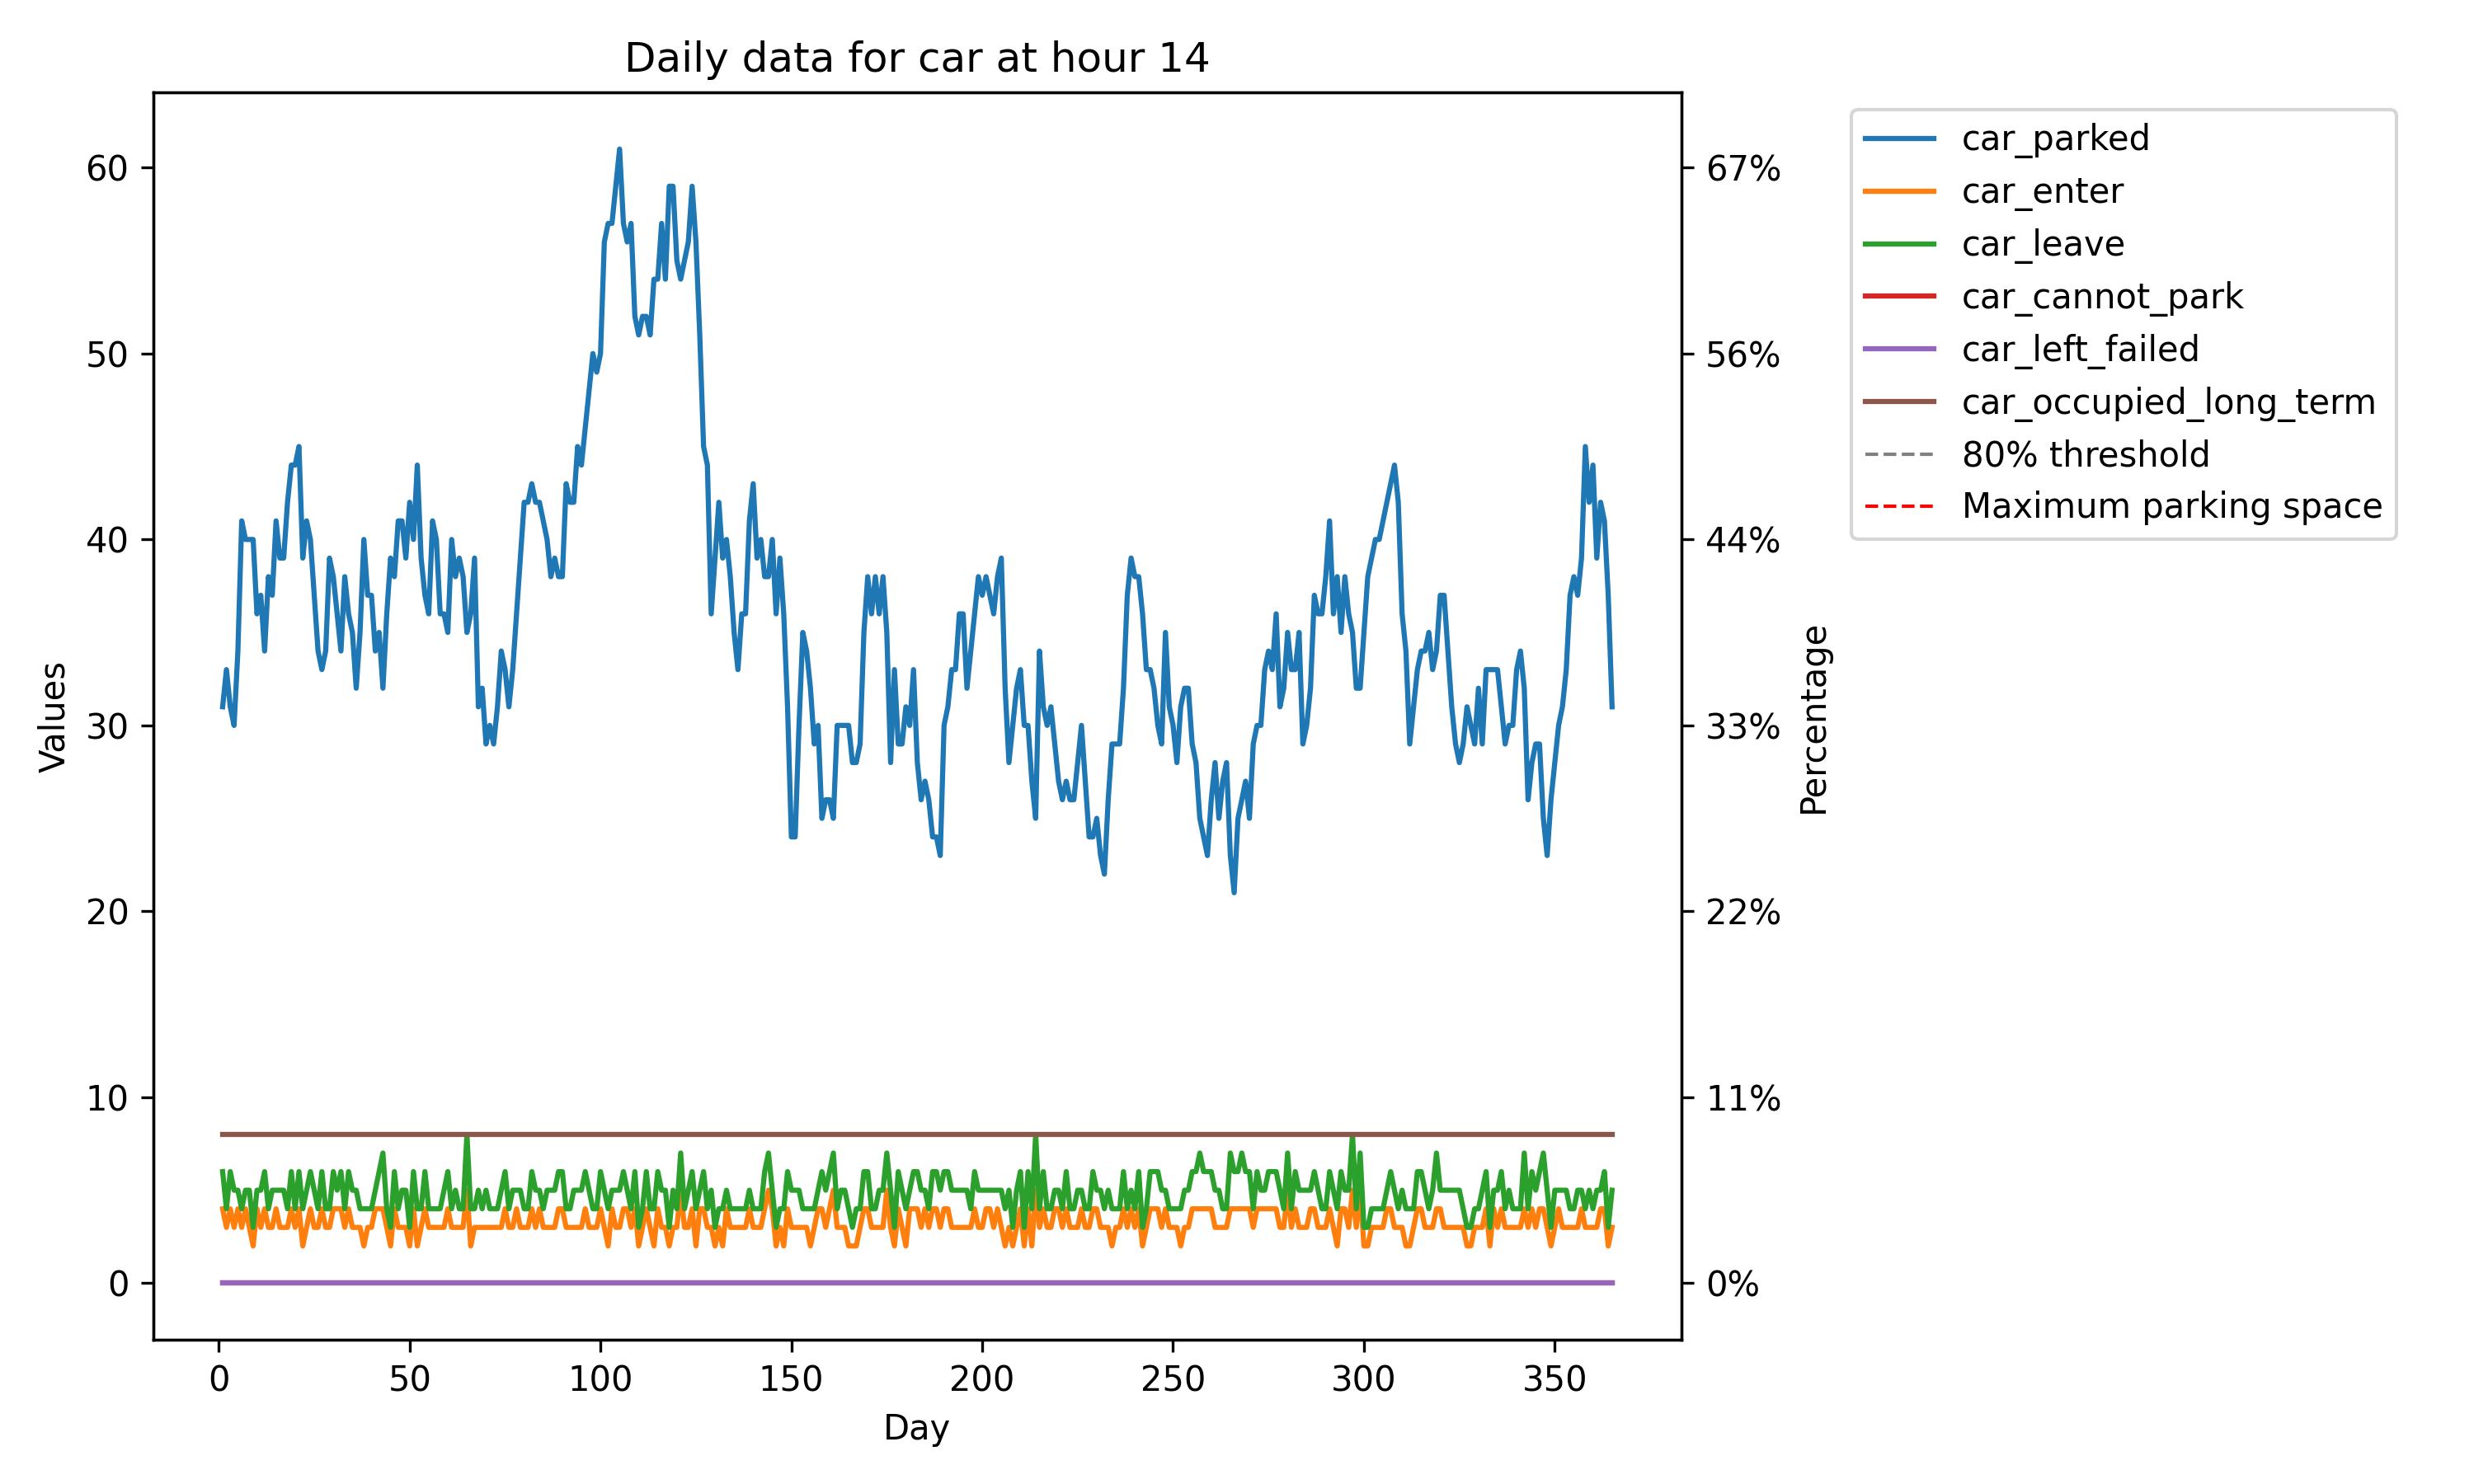 Daily data for car at hour 14
car_parked
car_enter
car_leave
car_cannot_park
car_left_failed
car_occupied_long_term
80% threshold
Maximum parking space
Values
60
50
40
30
20
10
0
67%
56%
44%
33%
22%
11%
0%
Percentage
0 50 100 150 200 250 300 350
Day